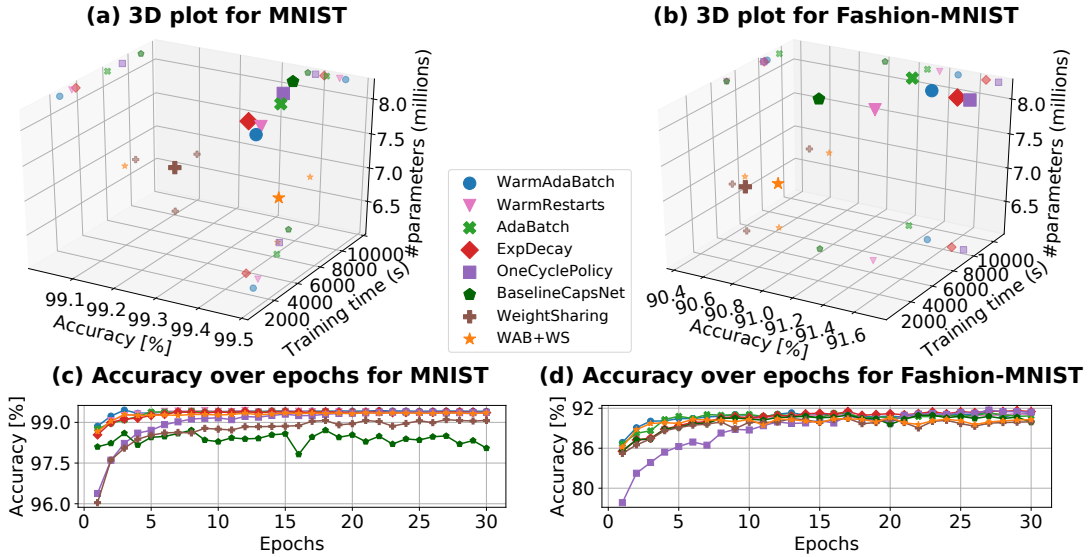 (a) 3D plot for MNIST
(b) 3D plot for Fashion-MNIST
8.0
7.5
7.0
6.5
#parameters (millions)
10000
8000
6000
4000
2000
Training time (s)
99.1
99.2
99.3
99.4
99.5
Accuracy [%]
WarmAdaBatch
WarmRestarts
AdaBatch
ExpDecay
OneCyclePolicy
BaselineCapsNet
WeightSharing
WAB+WS
8.0
7.5
7.0
6.5
#parameters (millions)
10000
8000
6000
4000
2000
Training time (s)
90.4
90.6
90.8
91.0
91.2
91.4
91.6
Accuracy [%]
(c) Accuracy over epochs for MNIST
Accuracy [%]
99.0
97.5
96.0
0 5 10 15 20 25 30
Epochs
(d) Accuracy over epochs for Fashion-MNIST
Accuracy [%]
92
86
80
0 5 10 15 20 25 30
Epochs